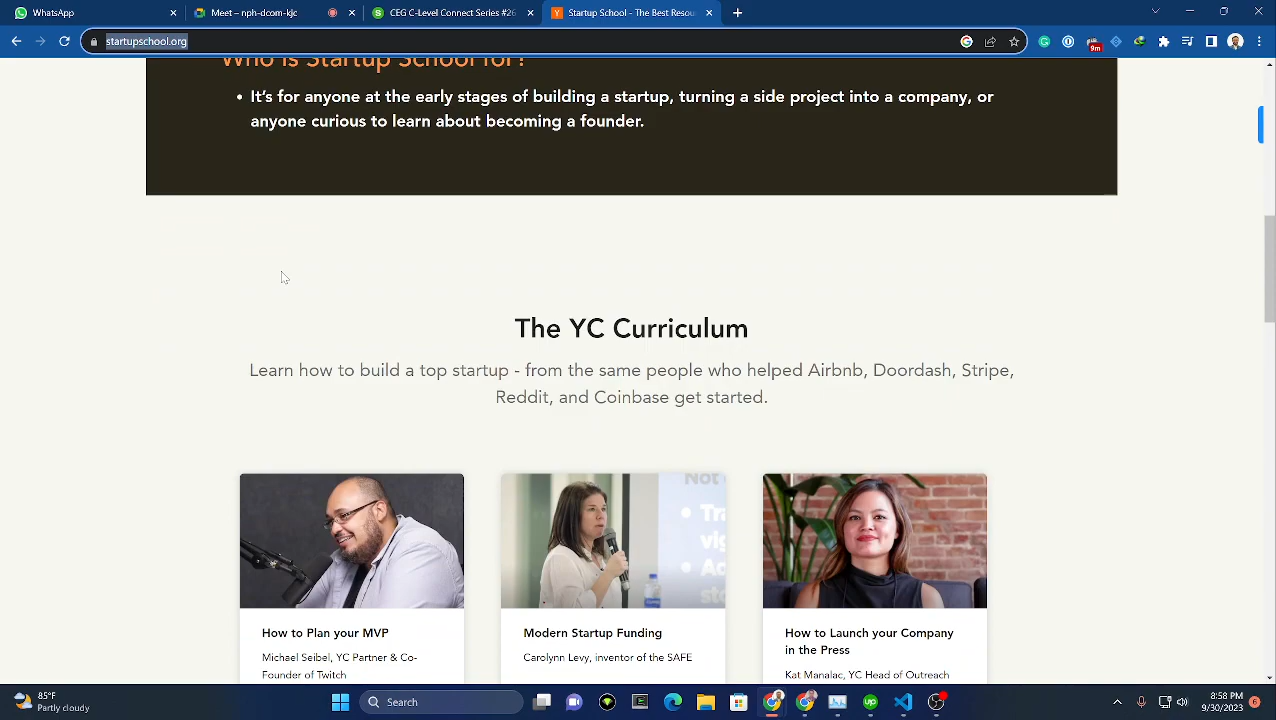 WhatsApp
Meet – nph-dcom-kjc
CEG C-Level Connect Series #26
Startup School - The Best Resou
startupschool.org
9m
Who is Startup School for?
• It's for anyone at the early stages of building a startup, turning a side project into a company, or
anyone curious to learn about becoming a founder.
The YC Curriculum
Learn how to build a top startup - from the same people who helped Airbnb, Doordash, Stripe,
Reddit, and Coinbase get started.
Not
How to Plan your MVP
Michael Seibel, YC Partner & Co-
Founder of Twitch
Modern Startup Funding
Carolynn Levy, inventor of the SAFE
How to Launch your Company
in the Press
Kat Manalac, YC Head of Outreach
85°F
Partly cloudy
Search
8:58 PM
9/30/2023
6